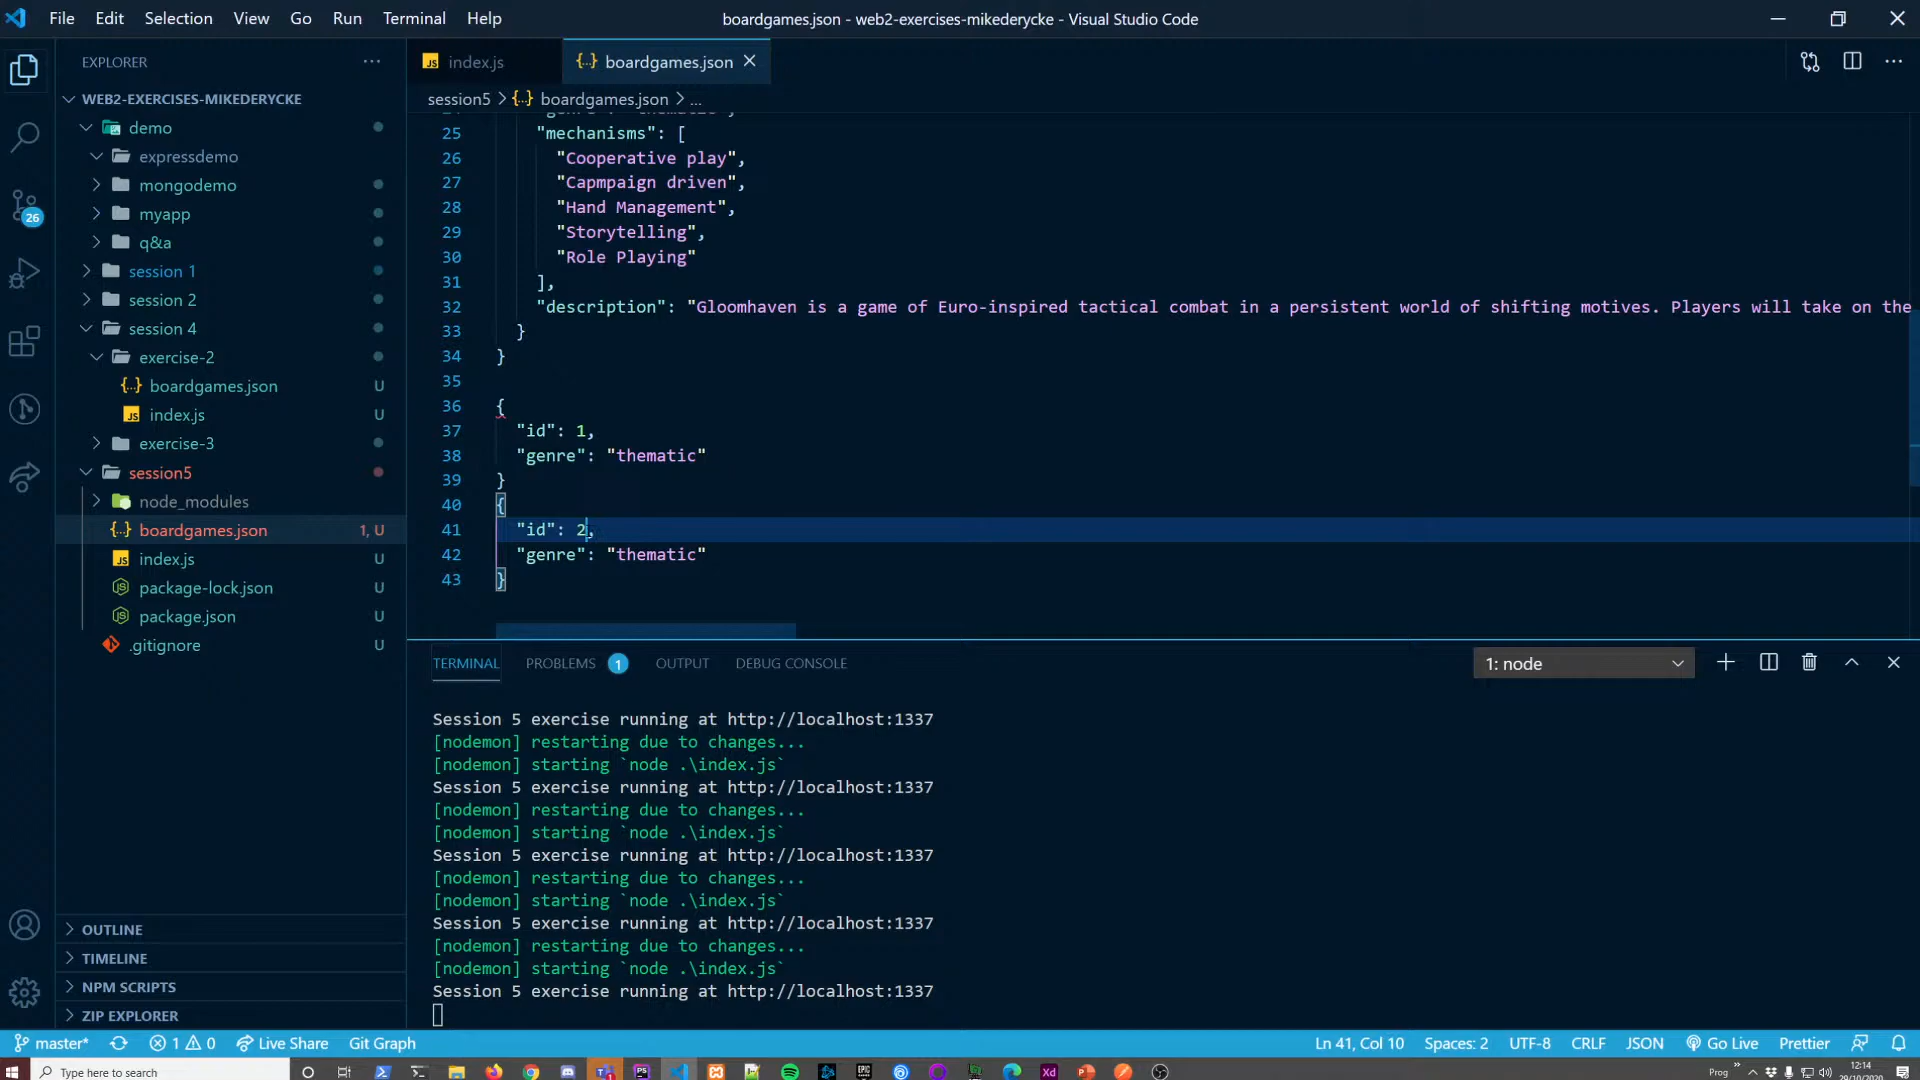 File Edit Selection View Go Run Terminal Help
boardgames.json - web2-exercises-mikederycke - Visual Studio Code
EXPLORER
WEB2-EXERCISES-MIKEDERYCKE
demo
expressdemo
mongodemo
myapp
q&a
session 1
session 2
session 4
exercise-2
boardgames.json U
index.js U
exercise-3
session5
node_modules
boardgames.json 1, U
index.js U
package-lock.json U
package.json U
.gitignore U
OUTLINE
TIMELINE
NPM SCRIPTS
ZIP EXPLORER
26
index.js
boardgames.json
session5 > boardgames.json > ...
25 "mechanisms": [
26 "Cooperative play",
27 "Capmpaign driven",
28 "Hand Management",
29 "Storytelling",
30 "Role Playing"
31 ],
32 "description": "Gloomhaven is a game of Euro-inspired tactical combat in a persistent world of shifting motives. Players will take on the
33 }
34 }
35
36 {
37 "id": 1,
38 "genre": "thematic"
39 }
40 {
41 "id": 2,
42 "genre": "thematic"
43 }
TERMINAL PROBLEMS 1 OUTPUT DEBUG CONSOLE
1: node
Session 5 exercise running at http://localhost:1337
[nodemon] restarting due to changes...
[nodemon] starting `node .\index.js`
Session 5 exercise running at http://localhost:1337
[nodemon] restarting due to changes...
[nodemon] starting `node .\index.js`
Session 5 exercise running at http://localhost:1337
[nodemon] restarting due to changes...
[nodemon] starting `node .\index.js`
Session 5 exercise running at http://localhost:1337
[nodemon] restarting due to changes...
[nodemon] starting `node .\index.js`
Session 5 exercise running at http://localhost:1337
master* 1 0 Live Share Git Graph
Ln 41, Col 10 Spaces: 2 UTF-8 CRLF JSON Go Live Prettier
Type here to search
Prog
12:14
29/10/2020